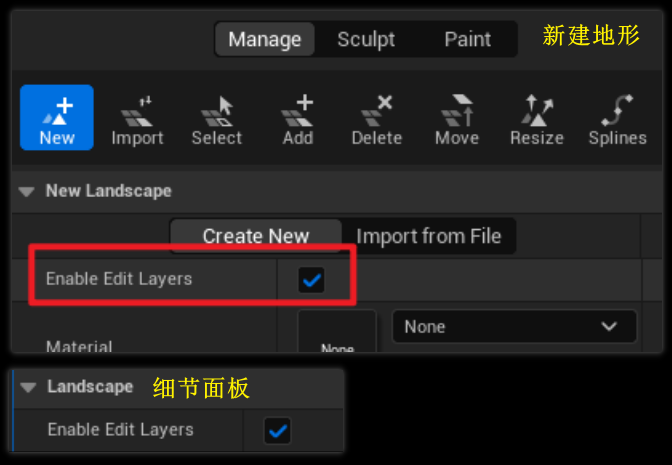 Manage Sculpt Paint 新建地形
New Import Select Add Delete Move Resize Splines
New Landscape
Create New Import from File
Enable Edit Layers
None
Material None
Landscape 细节面板
Enable Edit Layers